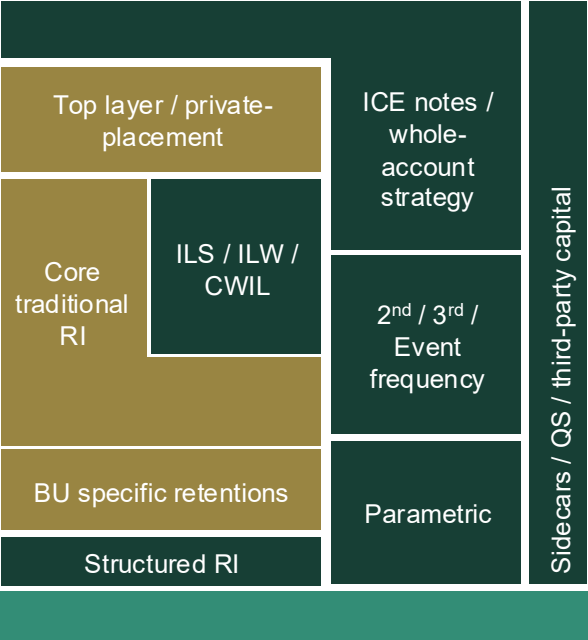 Top layer / private-
placement
ICE notes /
whole-
account
strategy
Core
traditional
RI
ILS / ILW /
CWIL
2nd / 3rd /
Event
frequency
BU specific retentions
Parametric
Structured RI
Sidecars / QS / third-party capital